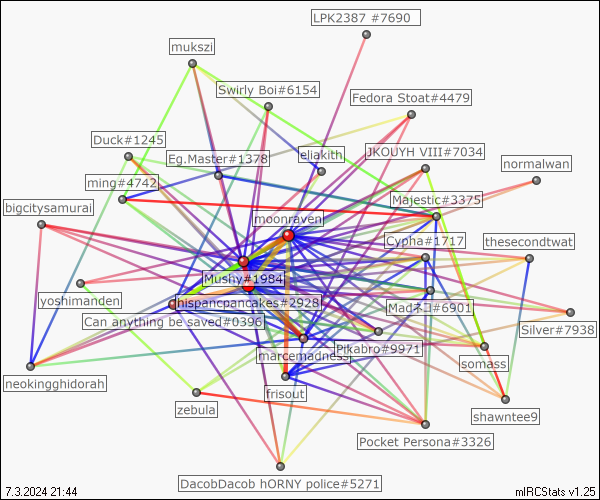 LPK2387 #7690
mukszi
Swirly Boi#6154
Fedora Stoat#4479
Duck#1245
Eg.Master#1378
eliakith
JKOUYH VIII#7034
normalwan
ming#4742
Majestic#3375
bigcitysamurai
moonraven
Cypha#1717
thesecondtwat
Mushy#1984
yoshimanden
hispancpancakes#2928
Madネコ#6901
Can anything be saved#0396
Silver#7938
marcemadness
Pikabro#9971
somass
neokingghidorah
frisout
zebula
shawntee9
Pocket Persona#3326
DacobDacob hORNY police#5271
7.3.2024 21:44
mIRCStats v1.25